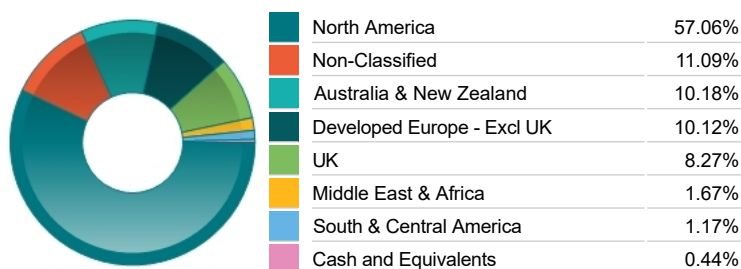 North America 57.06%
Non-Classified 11.09%
Australia & New Zealand 10.18%
Developed Europe - Excl UK 10.12%
UK 8.27%
Middle East & Africa 1.67%
South & Central America 1.17%
Cash and Equivalents 0.44%